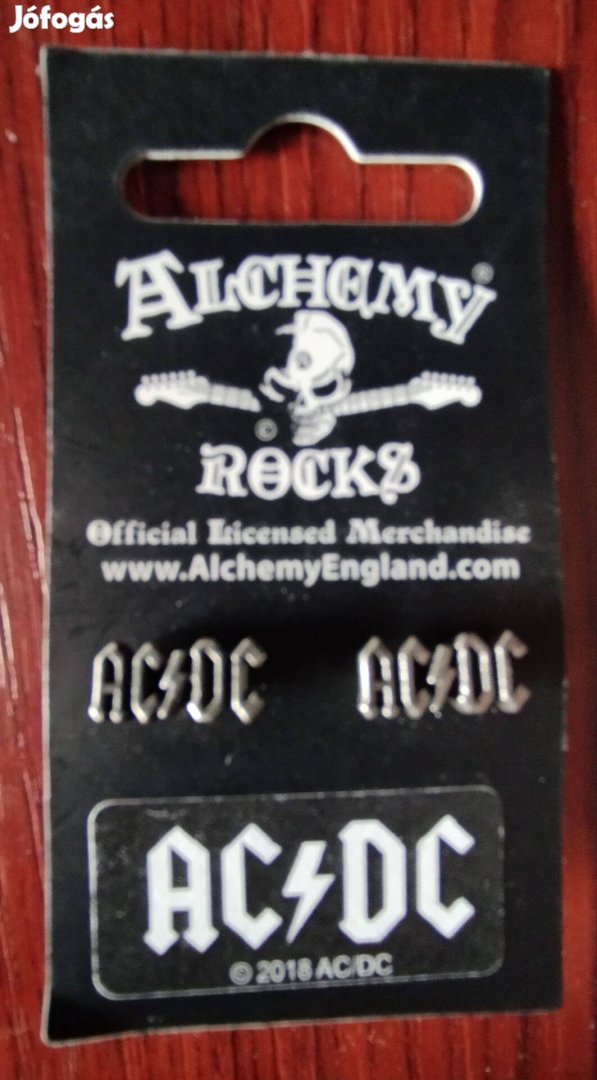 Jófogás
ALCHEMY®
©
ROCKS
Official Licensed Merchandise
www.AlchemyEngland.com
AC⚡DC AC⚡DC
AC⚡DC
© 2018 AC/DC